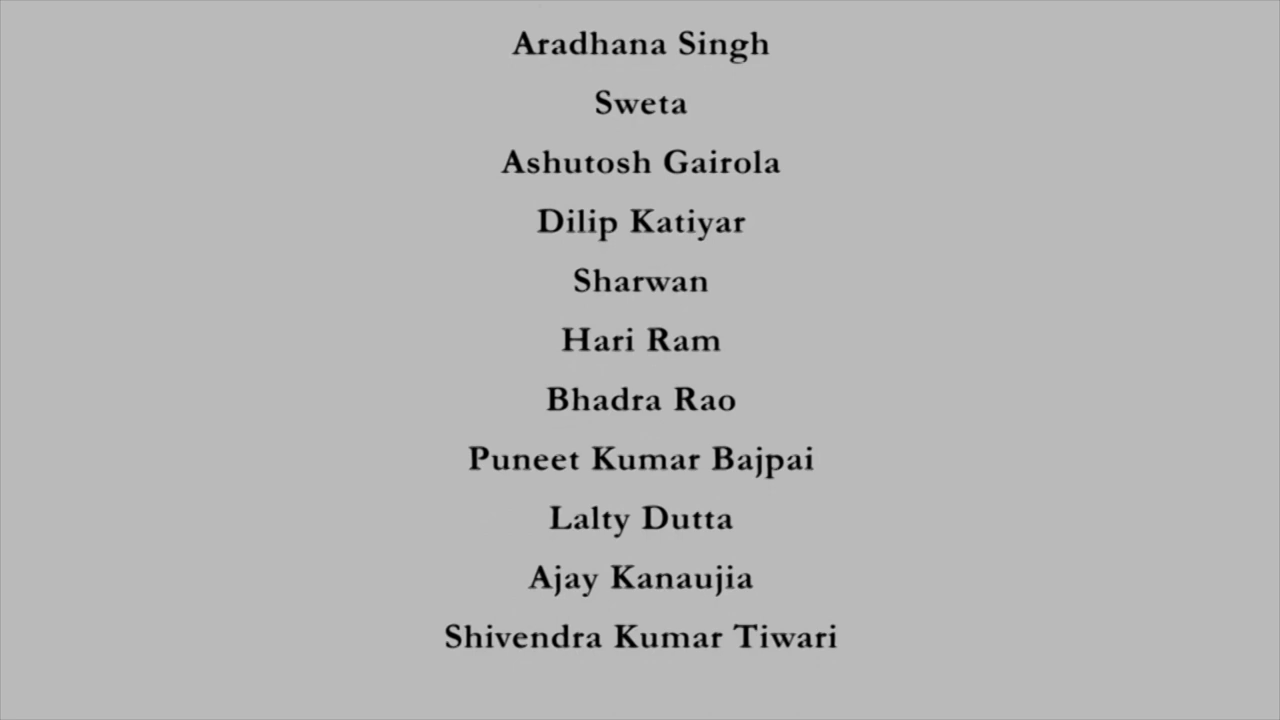 Aradhana Singh
Sweta
Ashutosh Gairola
Dilip Katiyar
Sharwan
Hari Ram
Bhadra Rao
Puneet Kumar Bajpai
Lalty Dutta
Ajay Kanaujia
Shivendra Kumar Tiwari